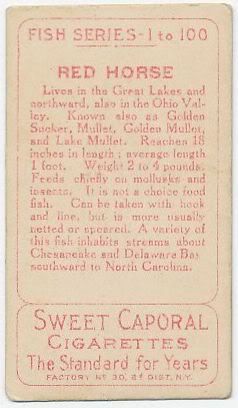 FISH SERIES-1 to 100
RED HORSE
Lives in the Great Lakes and
northward, also in the Ohio Val-
ley. Known also as Golden
Sucker, Mullet, Golden Mullet,
and Lake Mullet. Reaches 18
inches in length; average length
1 foot. Weight 2 to 4 pounds.
Feeds chiefly on mollusks and
insects. It is not a choice food
fish. Can be taken with hook
and line, but is more usually
netted or speared. A variety of
this fish inhabits streams about
Chesapeake and Delaware Bay
southward to North Carolina.
SWEET CAPORAL
CIGARETTES
The Standard for Years
FACTORY No 30, 2d DIST. N.Y.